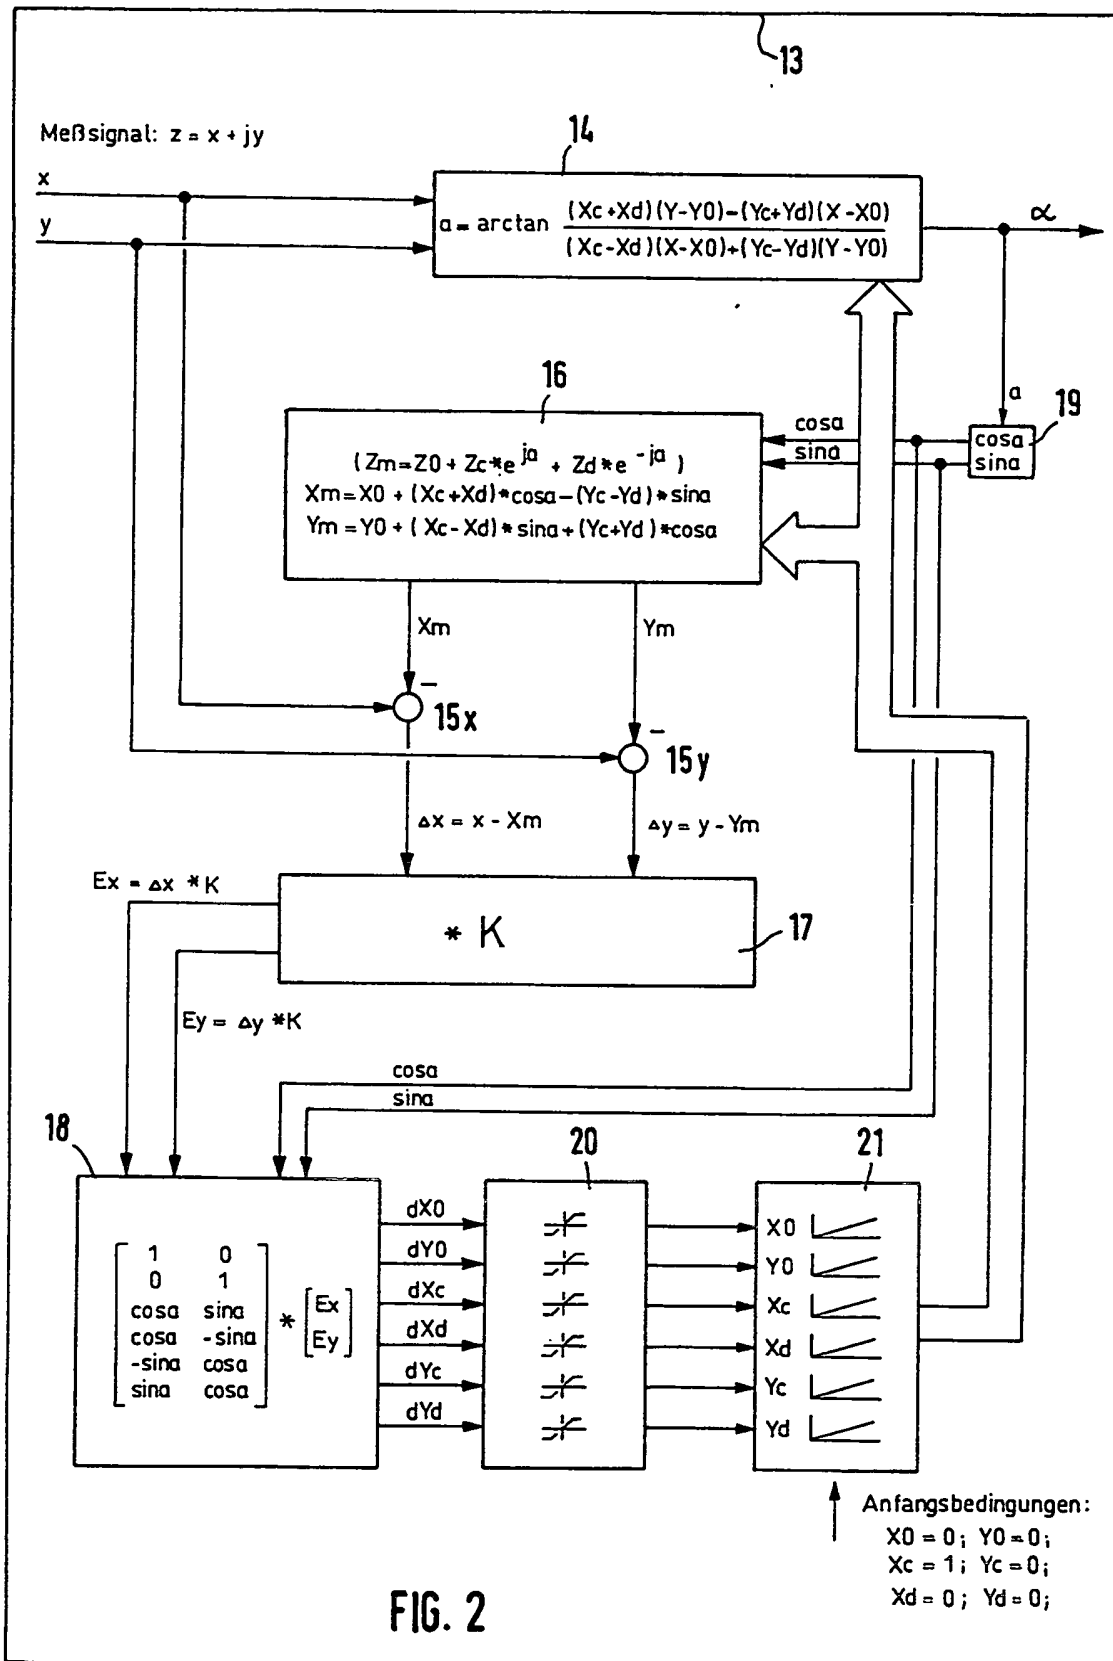 13
Meßsignal: z = x + jy
14
x
y
a = arctan (Xc+Xd)(Y-Y0)-(Yc+Yd)(X-X0)
(Xc-Xd)(X-X0)+(Yc-Yd)(Y-Y0)
α
16
a
19
cosa
sina
cosa
sina
(Zm=Z0 + Zc*e^ja + Zd*e^-ja)
Xm=X0 + (Xc+Xd)*cosa-(Yc-Yd)*sina
Ym=Y0 + (Xc-Xd)*sina+(Yc+Yd)*cosa
Xm
Ym
-
15x
-
15y
Δx = x - Xm
Δy = y - Ym
Ex = Δx *K
* K
17
Ey = Δy *K
cosa
sina
18
20
21
1 0
0 1
cosa sina
cosa -sina
-sina cosa
sina cosa
*
Ex
Ey
dX0
dY0
dXc
dXd
dYc
dYd
X0
Y0
Xc
Xd
Yc
Yd
Anfangsbedingungen:
X0 = 0; Y0 = 0;
Xc = 1; Yc = 0;
Xd = 0; Yd = 0;
FIG. 2